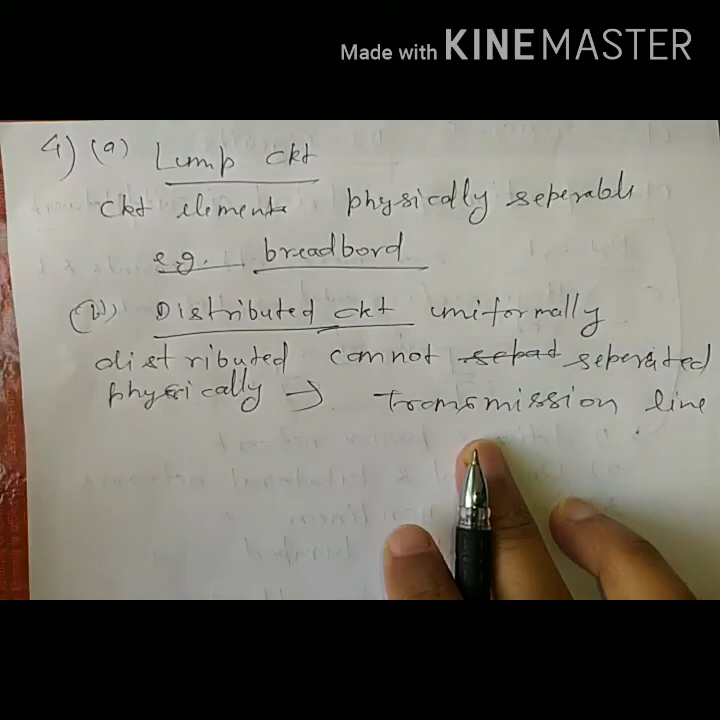 Made with KINEMASTER
4) (a) Lump ckt
ckt elements physically seperable
e.g. breadbord
(b) Distributed ckt uniformally
distributed cannot sepat seperated
physically → transmission line